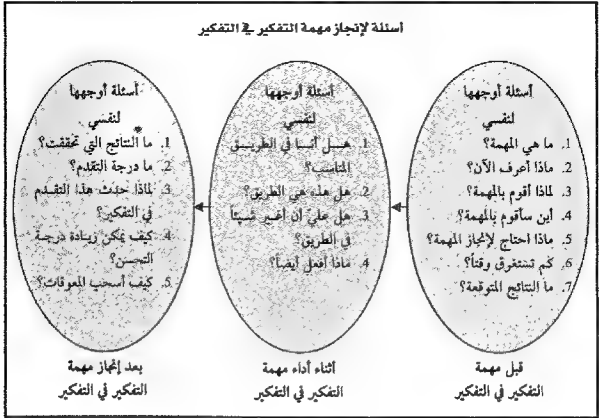 أسئلة لإنجاز مهمة التفكير في التفكير
أسئلة أوجهها
لنفسي
1. ما هي المهمة؟
2. ماذا أعرف الآن؟
3. لماذا أقوم بالمهمة؟
4. أين سأقوم بالمهمة؟
5. ماذا احتاج لإنجاز المهمة؟
6. كم تستغرق وقتاً؟
7. ما النتائج المتوقعة؟
قبل مهمة
التفكير في التفكير
أسئلة أوجهها
لنفسي
1. هل أنا في الطريق
المناسب؟
2. هل هذه هي الطريق؟
3. هل علي أن أغير شيئاً
في الطريق؟
4. ماذا أفعل أيضاً؟
أثناء أداء مهمة
التفكير في التفكير
أسئلة أوجهها
لنفسي
1. ما النتائج التي تحققت؟
2. ما درجة التقدم؟
3. لماذا حدث هذا التقدم
في التفكير؟
4. كيف يمكن زيادة درجة
التحسن؟
5. كيف أسحب المعوقات؟
بعد إنجاز مهمة
التفكير في التفكير